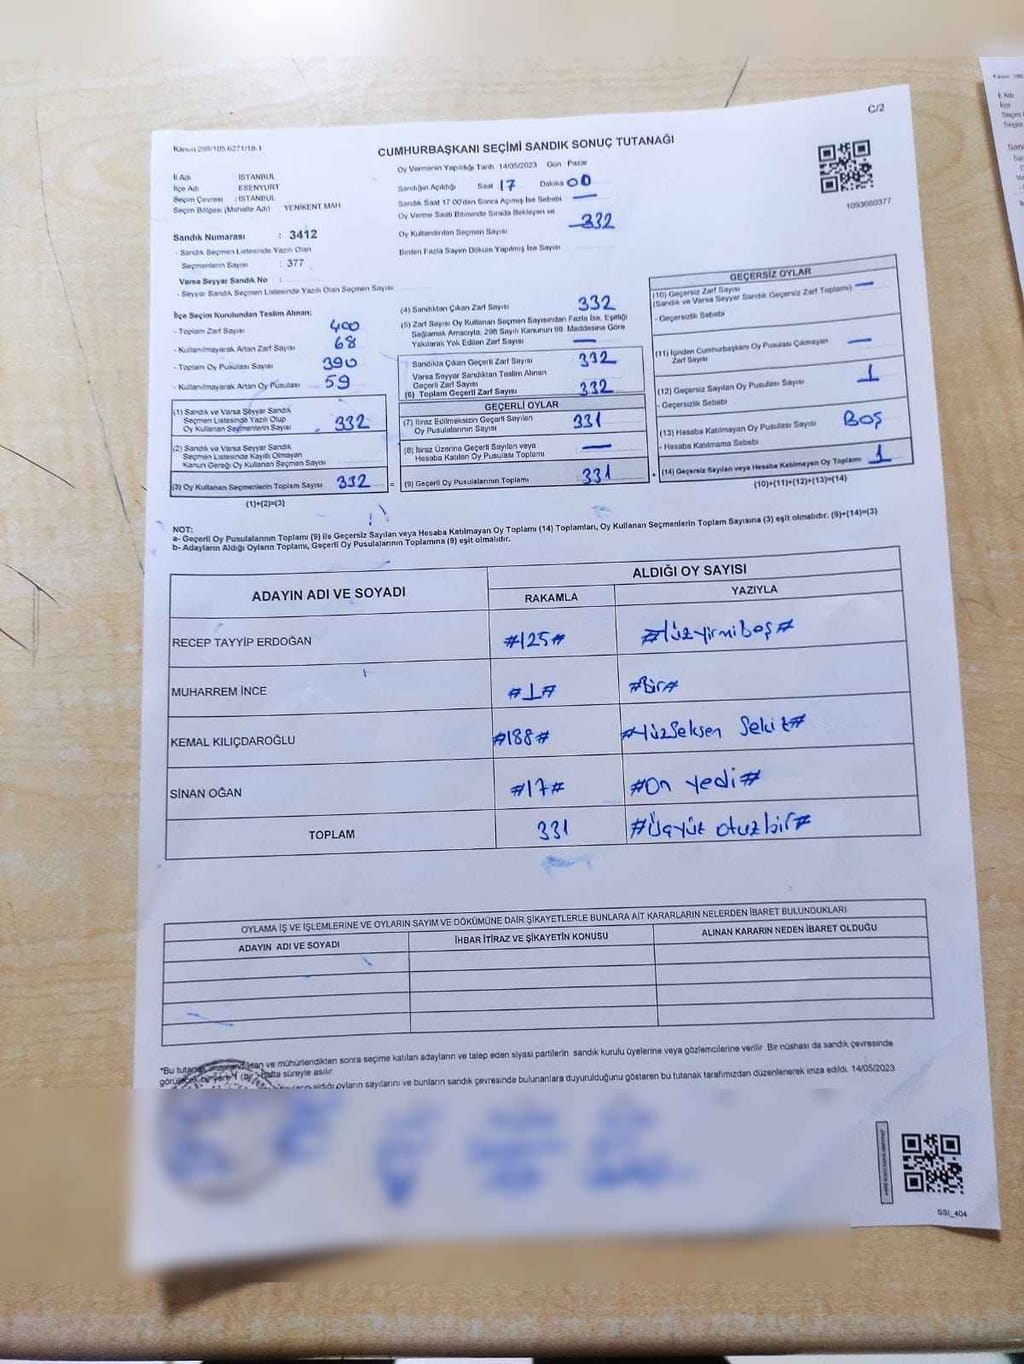 C/2
Kanun 298/105,6271/18-1
CUMHURBAŞKANI SEÇİMİ SANDIK SONUÇ TUTANAĞI
Oy Vermenin Yapıldığı Tarih 14/05/2023 Gün Pazar
İl Adı : İSTANBUL
İlçe Adı : ESENYURT
Seçim Çevresi : İSTANBUL
Seçim Bölgesi (Mahalle Adı) YENİKENT MAH.
Sandığın Açıldığı Saat 17 Dakika 00
Sandık Saat 17.00'den Sonra Açılmış İse Sebebi —
Oy Verme Saati Bitiminde Sırada Bekleyen ve
Oy Kullandırılan Seçmen Sayısı 332
Birden Fazla Sayım Döküm Yapılmış İse Sayısı
1093660377
Sandık Numarası : 3412
- Sandık Seçmen Listesinde Yazılı Olan
Seçmenlerin Sayısı : 377
Varsa Seyyar Sandık No :
- Seyyar Sandık Seçmen Listesinde Yazılı Olan Seçmen Sayısı
İlçe Seçim Kurulundan Teslim Alınan:
- Toplam Zarf Sayısı 400
- Kullanılmayarak Artan Zarf Sayısı 68
- Toplam Oy Pusulası Sayısı 390
- Kullanılmayarak Artan Oy Pusulası 59
(1) Sandık ve Varsa Seyyar Sandık
Seçmen Listesinde Yazılı Olup
Oy Kullanan Seçmenlerin Sayısı 332
(2) Sandık ve Varsa Seyyar Sandık
Seçmen Listesinde Kayıtlı Olmayan
Kanun Gereği Oy Kullanan Seçmen Sayısı
(3) Oy Kullanan Seçmenlerin Toplam Sayısı 332
(1)+(2)=(3)
(4) Sandıktan Çıkan Zarf Sayısı 332
(5) Zarf Sayısı Oy Kullanan Seçmen Sayısından Fazla İse, Eşitliği
Sağlamak Amacıyla, 298 Sayılı Kanunun 98. Maddesine Göre
Yakılarak Yok Edilen Zarf Sayısı —
Sandıkta Çıkan Geçerli Zarf Sayısı 332
Varsa Seyyar Sandıktan Teslim Alınan
Geçerli Zarf Sayısı
(6) Toplam Geçerli Zarf Sayısı 332
GEÇERLİ OYLAR
(7) İtiraz Edilmeksizin Geçerli Sayılan
Oy Pusulalarının Sayısı 331
(8) İtiraz Üzerine Geçerli Sayılan veya
Hesaba Katılan Oy Pusulası Toplamı —
= (9) Geçerli Oy Pusulalarının Toplamı : 331
GEÇERSİZ OYLAR
(10) Geçersiz Zarf Sayısı —
(Sandık ve Varsa Seyyar Sandık Geçersiz Zarf Toplamı)
- Geçersizlik Sebebi
(11) İçinden Cumhurbaşkanı Oy Pusulası Çıkmayan
Zarf Sayısı —
(12) Geçersiz Sayılan Oy Pusulası Sayısı 1
- Geçersizlik Sebebi
BOŞ
(13) Hesaba Katılmayan Oy Pusulası Sayısı
- Hesaba Katılmama Sebebi
+ (14) Geçersiz Sayılan veya Hesaba Katılmayan Oy Toplamı 1
(10)+(11)+(12)+(13)=(14)
NOT:
a- Geçerli Oy Pusulalarının Toplamı (9) ile Geçersiz Sayılan veya Hesaba Katılmayan Oy Toplamı (14) Toplamları, Oy Kullanan Seçmenlerin Toplam Sayısına (3) eşit olmalıdır. (9)+(14)=(3)
b- Adayların Aldığı Oyların Toplamı, Geçerli Oy Pusulalarının Toplamına (9) eşit olmalıdır.
ADAYIN ADI VE SOYADI ALDIĞI OY SAYISI
RAKAMLA YAZIYLA
RECEP TAYYİP ERDOĞAN #125# #Yüzyirmibeş#
MUHARREM İNCE #1# #Bir#
KEMAL KILIÇDAROĞLU #188# #Yüzseksen Sekiz#
SİNAN OĞAN #17# #On yedi#
TOPLAM 331 #Üçyüz otuzbir#
OYLAMA İŞ VE İŞLEMLERİNE VE OYLARIN SAYIM VE DÖKÜMÜNE DAİR ŞİKAYETLERLE BUNLARA AİT KARARLARIN NELERDEN İBARET BULUNDUKLARI
ADAYIN ADI VE SOYADI İHBAR İTİRAZ VE ŞİKAYETİN KONUSU ALINAN KARARIN NEDEN İBARET OLDUĞU
*Bu ve mühürlendikten sonra seçime katılan adayların ve talep eden siyasi partilerin sandık kurulu üyelerine veya gözlemcilerine verilir. Bir nüshası da sandık çevresinde
hafta süreyle asılır.
aldığı oyların sayılarını ve bunların sandık çevresinde bulunanlara duyurulduğunu gösteren bu tutanak tarafımızdan düzenlenerek imza edildi. 14/05/2023
SSI_404